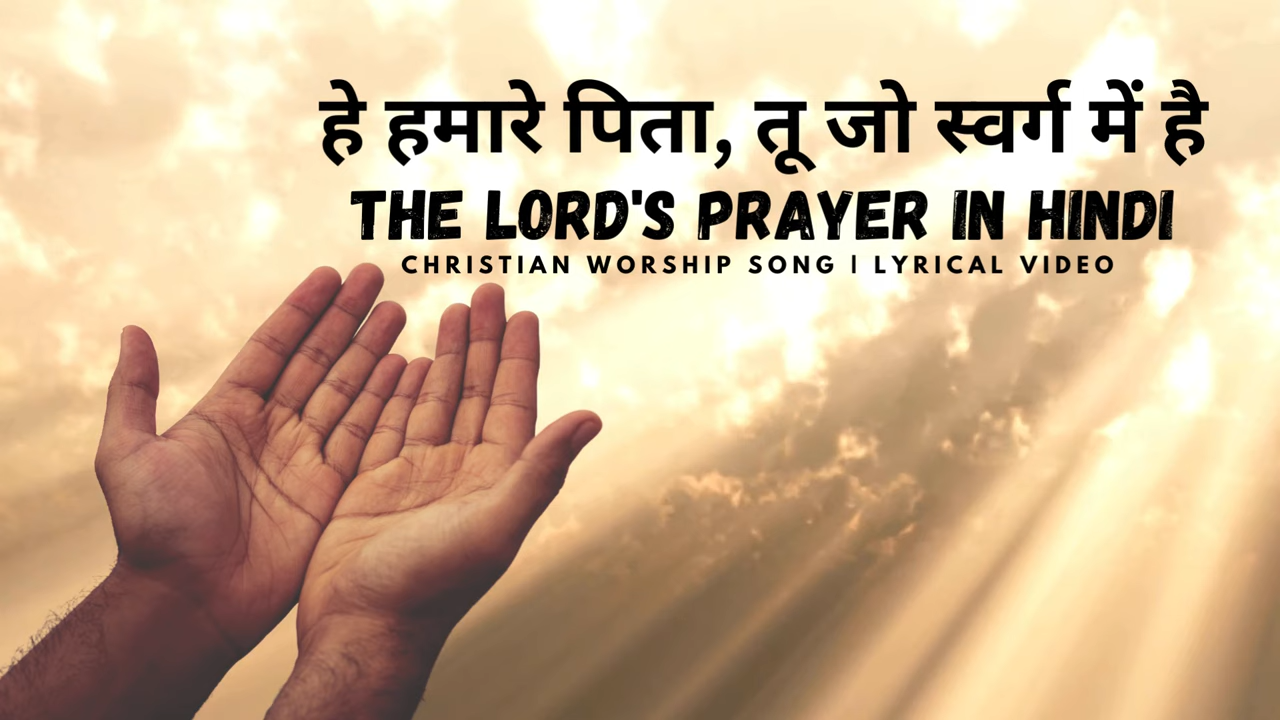 हे हमारे पिता, तू जो स्वर्ग में है
THE LORD'S PRAYER IN HINDI
CHRISTIAN WORSHIP SONG | LYRICAL VIDEO